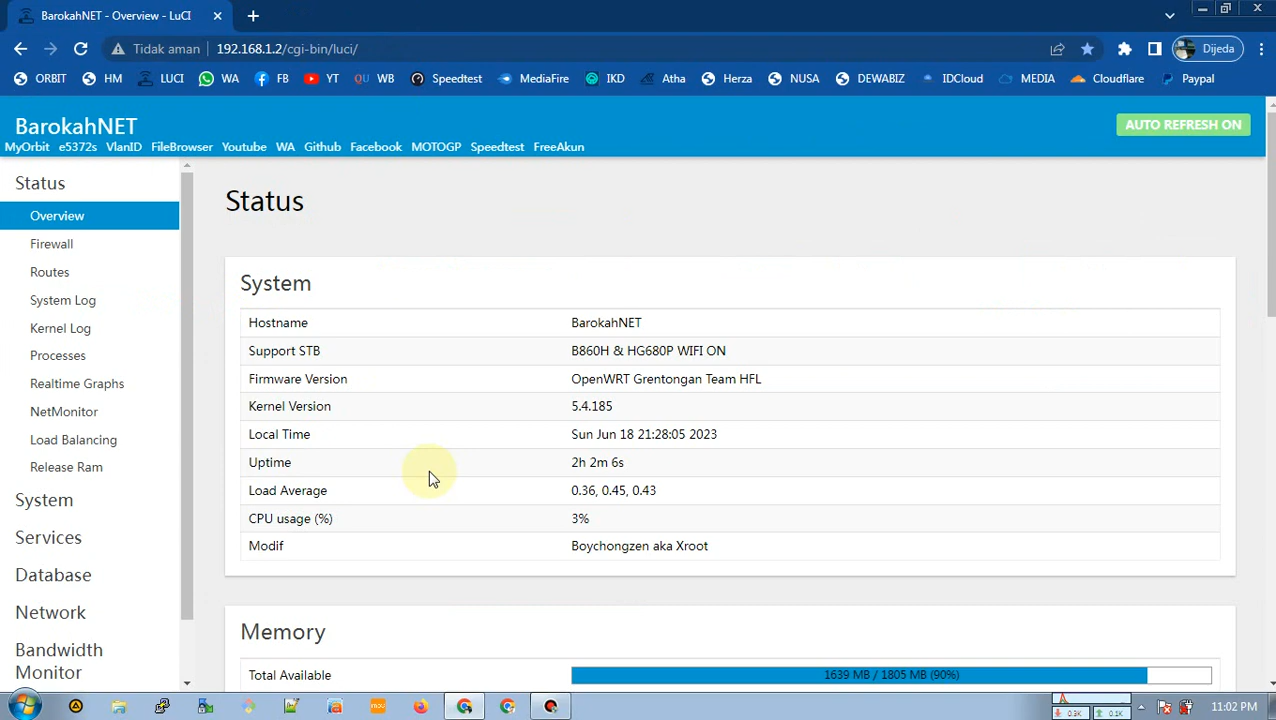 BarokahNET - Overview - LuCI
Tidak aman 192.168.1.2/cgi-bin/luci/ Dijeda
ORBIT HM LUCI WA FB YT WB Speedtest MediaFire IKD Atha Herza NUSA DEWABIZ IDCloud MEDIA Cloudflare Paypal
BarokahNET
AUTO REFRESH ON
MyOrbit e5372s VlanID FileBrowser Youtube WA Github Facebook MOTOGP Speedtest FreeAkun
Status
Overview
Firewall
Routes
System Log
Kernel Log
Processes
Realtime Graphs
NetMonitor
Load Balancing
Release Ram
System
Services
Database
Network
Bandwidth
Monitor
Status
System
Hostname BarokahNET
Support STB B860H & HG680P WIFI ON
Firmware Version OpenWRT Grentongan Team HFL
Kernel Version 5.4.185
Local Time Sun Jun 18 21:28:05 2023
Uptime 2h 2m 6s
Load Average 0.36, 0.45, 0.43
CPU usage (%) 3%
Modif Boychongzen aka Xroot
Memory
Total Available 1639 MB / 1805 MB (90%)
0.3K 0.1K
11:02 PM